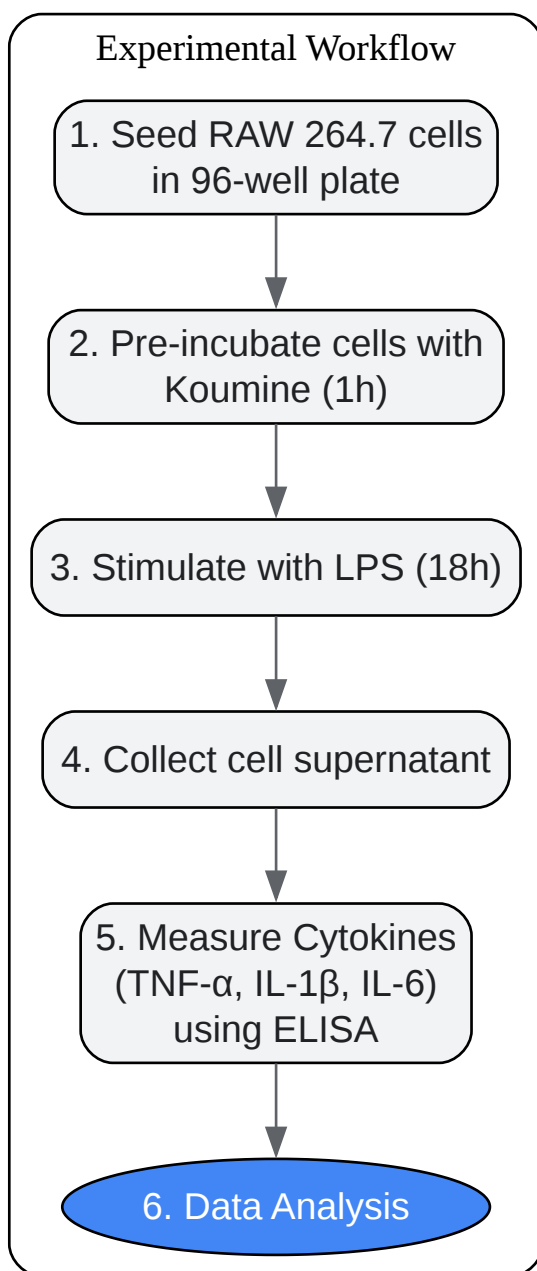 Experimental Workflow
1. Seed RAW 264.7 cells
in 96-well plate
2. Pre-incubate cells with
Koumine (1h)
3. Stimulate with LPS (18h)
4. Collect cell supernatant
5. Measure Cytokines
(TNF-α, IL-1β, IL-6)
using ELISA
6. Data Analysis